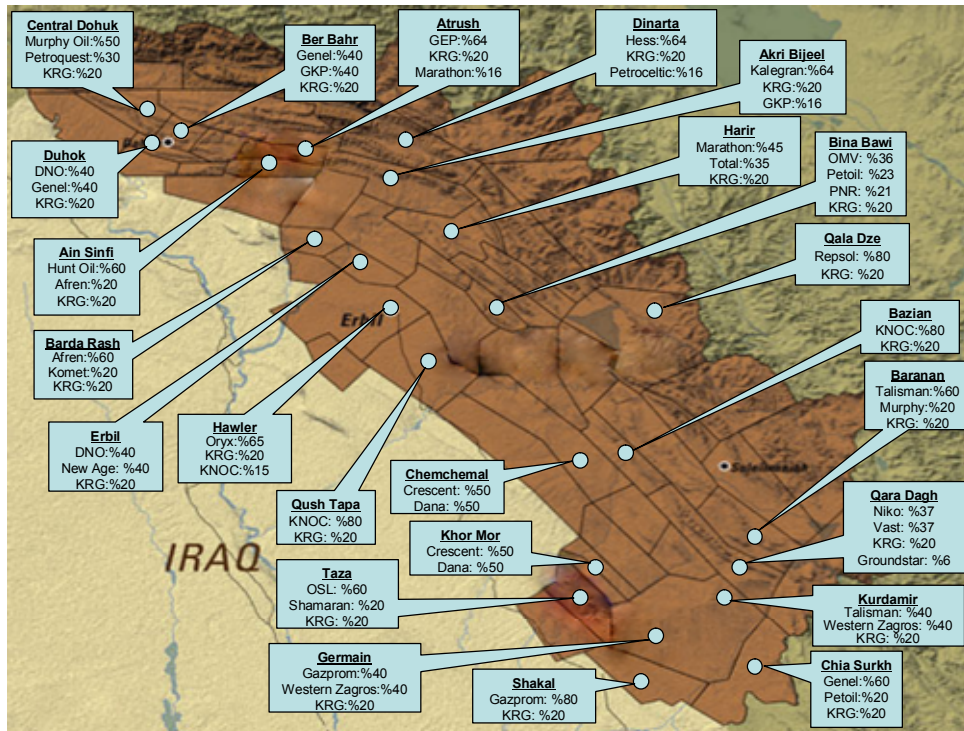 Central Dohuk
Murphy Oil:%50
Petroquest:%30
KRG:%20
Ber Bahr
Genel:%40
GKP:%40
KRG:%20
Atrush
GEP:%64
KRG:%20
Marathon:%16
Dinarta
Hess:%64
KRG:%20
Petroceltic:%16
Akri Bijeel
Kalegran:%64
KRG:%20
GKP:%16
Duhok
DNO:%40
Genel:%40
KRG:%20
Harir
Marathon:%45
Total:%35
KRG:%20
Bina Bawi
OMV: %36
Petoil: %23
PNR: %21
KRG: %20
Ain Sinfi
Hunt Oil:%60
Afren:%20
KRG:%20
Qala Dze
Repsol: %80
KRG: %20
Erbil
Barda Rash
Afren:%60
Komet:%20
KRG:%20
Bazian
KNOC:%80
KRG:%20
Baranan
Talisman:%60
Murphy:%20
KRG: %20
Erbil
DNO:%40
New Age: %40
KRG:%20
Hawler
Oryx:%65
KRG:%20
KNOC:%15
Chemchemal
Crescent: %50
Dana: %50
Qush Tapa
KNOC: %80
KRG: %20
Qara Dagh
Niko: %37
Vast: %37
KRG: %20
Groundstar: %6
IRAQ
Khor Mor
Crescent: %50
Dana: %50
Taza
OSL: %60
Shamaran: %20
KRG: %20
Kurdamir
Talisman: %40
Western Zagros: %40
KRG: %20
Germain
Gazprom:%40
Western Zagros:%40
KRG:%20
Shakal
Gazprom: %80
KRG: %20
Chia Surkh
Genel:%60
Petoil:%20
KRG:%20